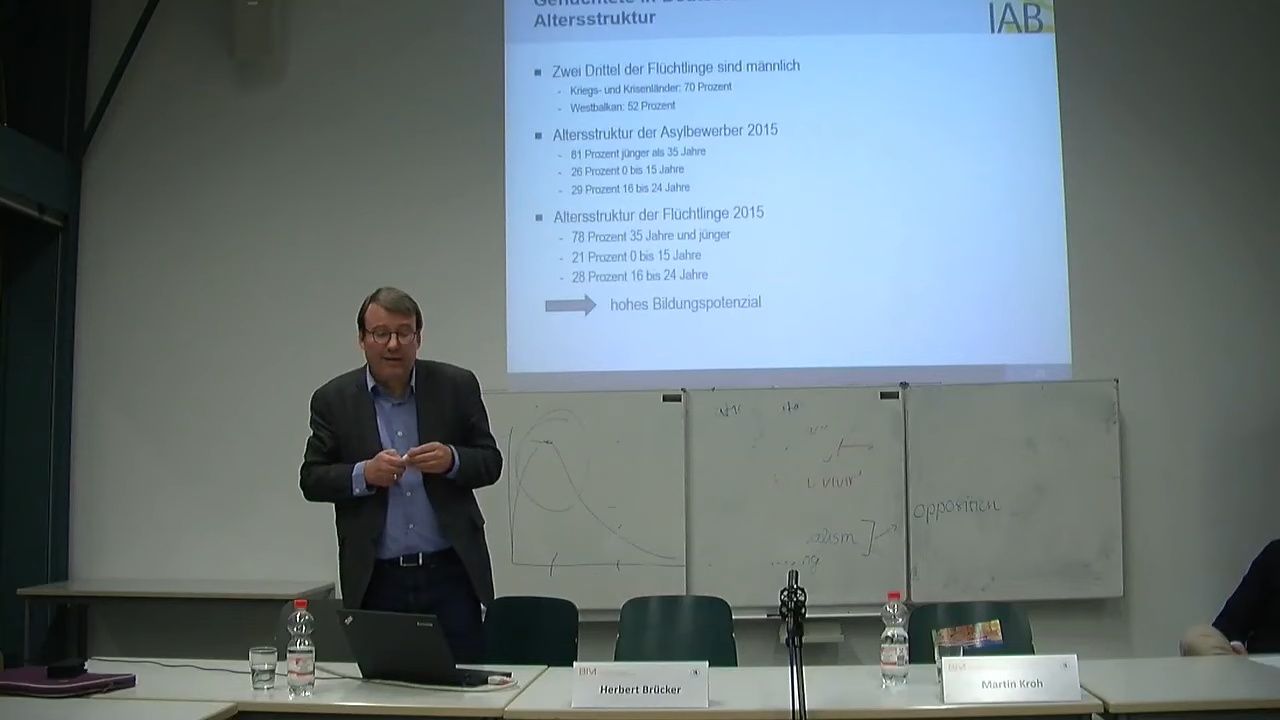 Altersstruktur
IAB
Zwei Drittel der Flüchtlinge sind männlich
- Kriegs- und Krisenländer: 70 Prozent
- Westbalkan: 52 Prozent
Altersstruktur der Asylbewerber 2015
- 81 Prozent jünger als 35 Jahre
- 26 Prozent 0 bis 15 Jahre
- 29 Prozent 16 bis 24 Jahre
Altersstruktur der Flüchtlinge 2015
- 78 Prozent 35 Jahre und jünger
- 21 Prozent 0 bis 15 Jahre
- 28 Prozent 16 bis 24 Jahre
hohes Bildungspotenzial
opposition
BIM
Herbert Brücker
BIM
Martin Kroh